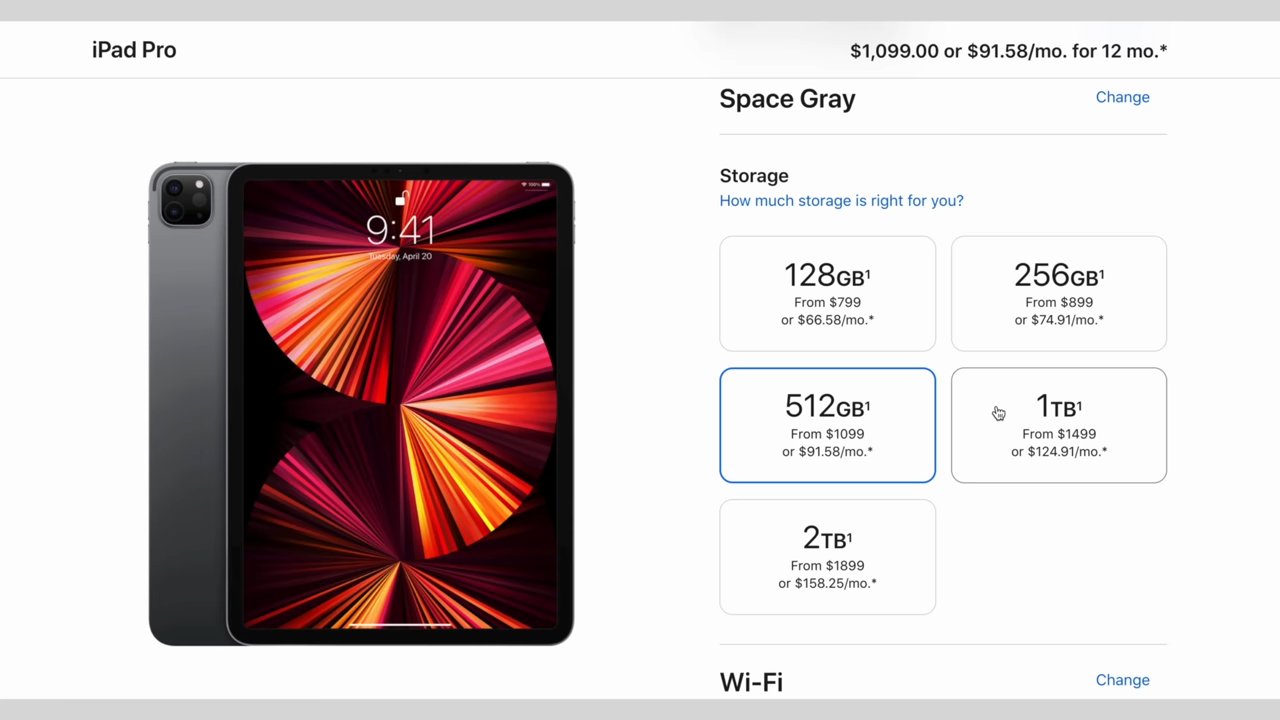 iPad Pro
$1,099.00 or $91.58/mo. for 12 mo.*
Space Gray
Change
Storage
How much storage is right for you?
128GB¹
From $799
or $66.58/mo.*
256GB¹
From $899
or $74.91/mo.*
512GB¹
From $1099
or $91.58/mo.*
1TB¹
From $1499
or $124.91/mo.*
2TB¹
From $1899
or $158.25/mo.*
Wi-Fi
Change
100%
9:41
Tuesday, April 20